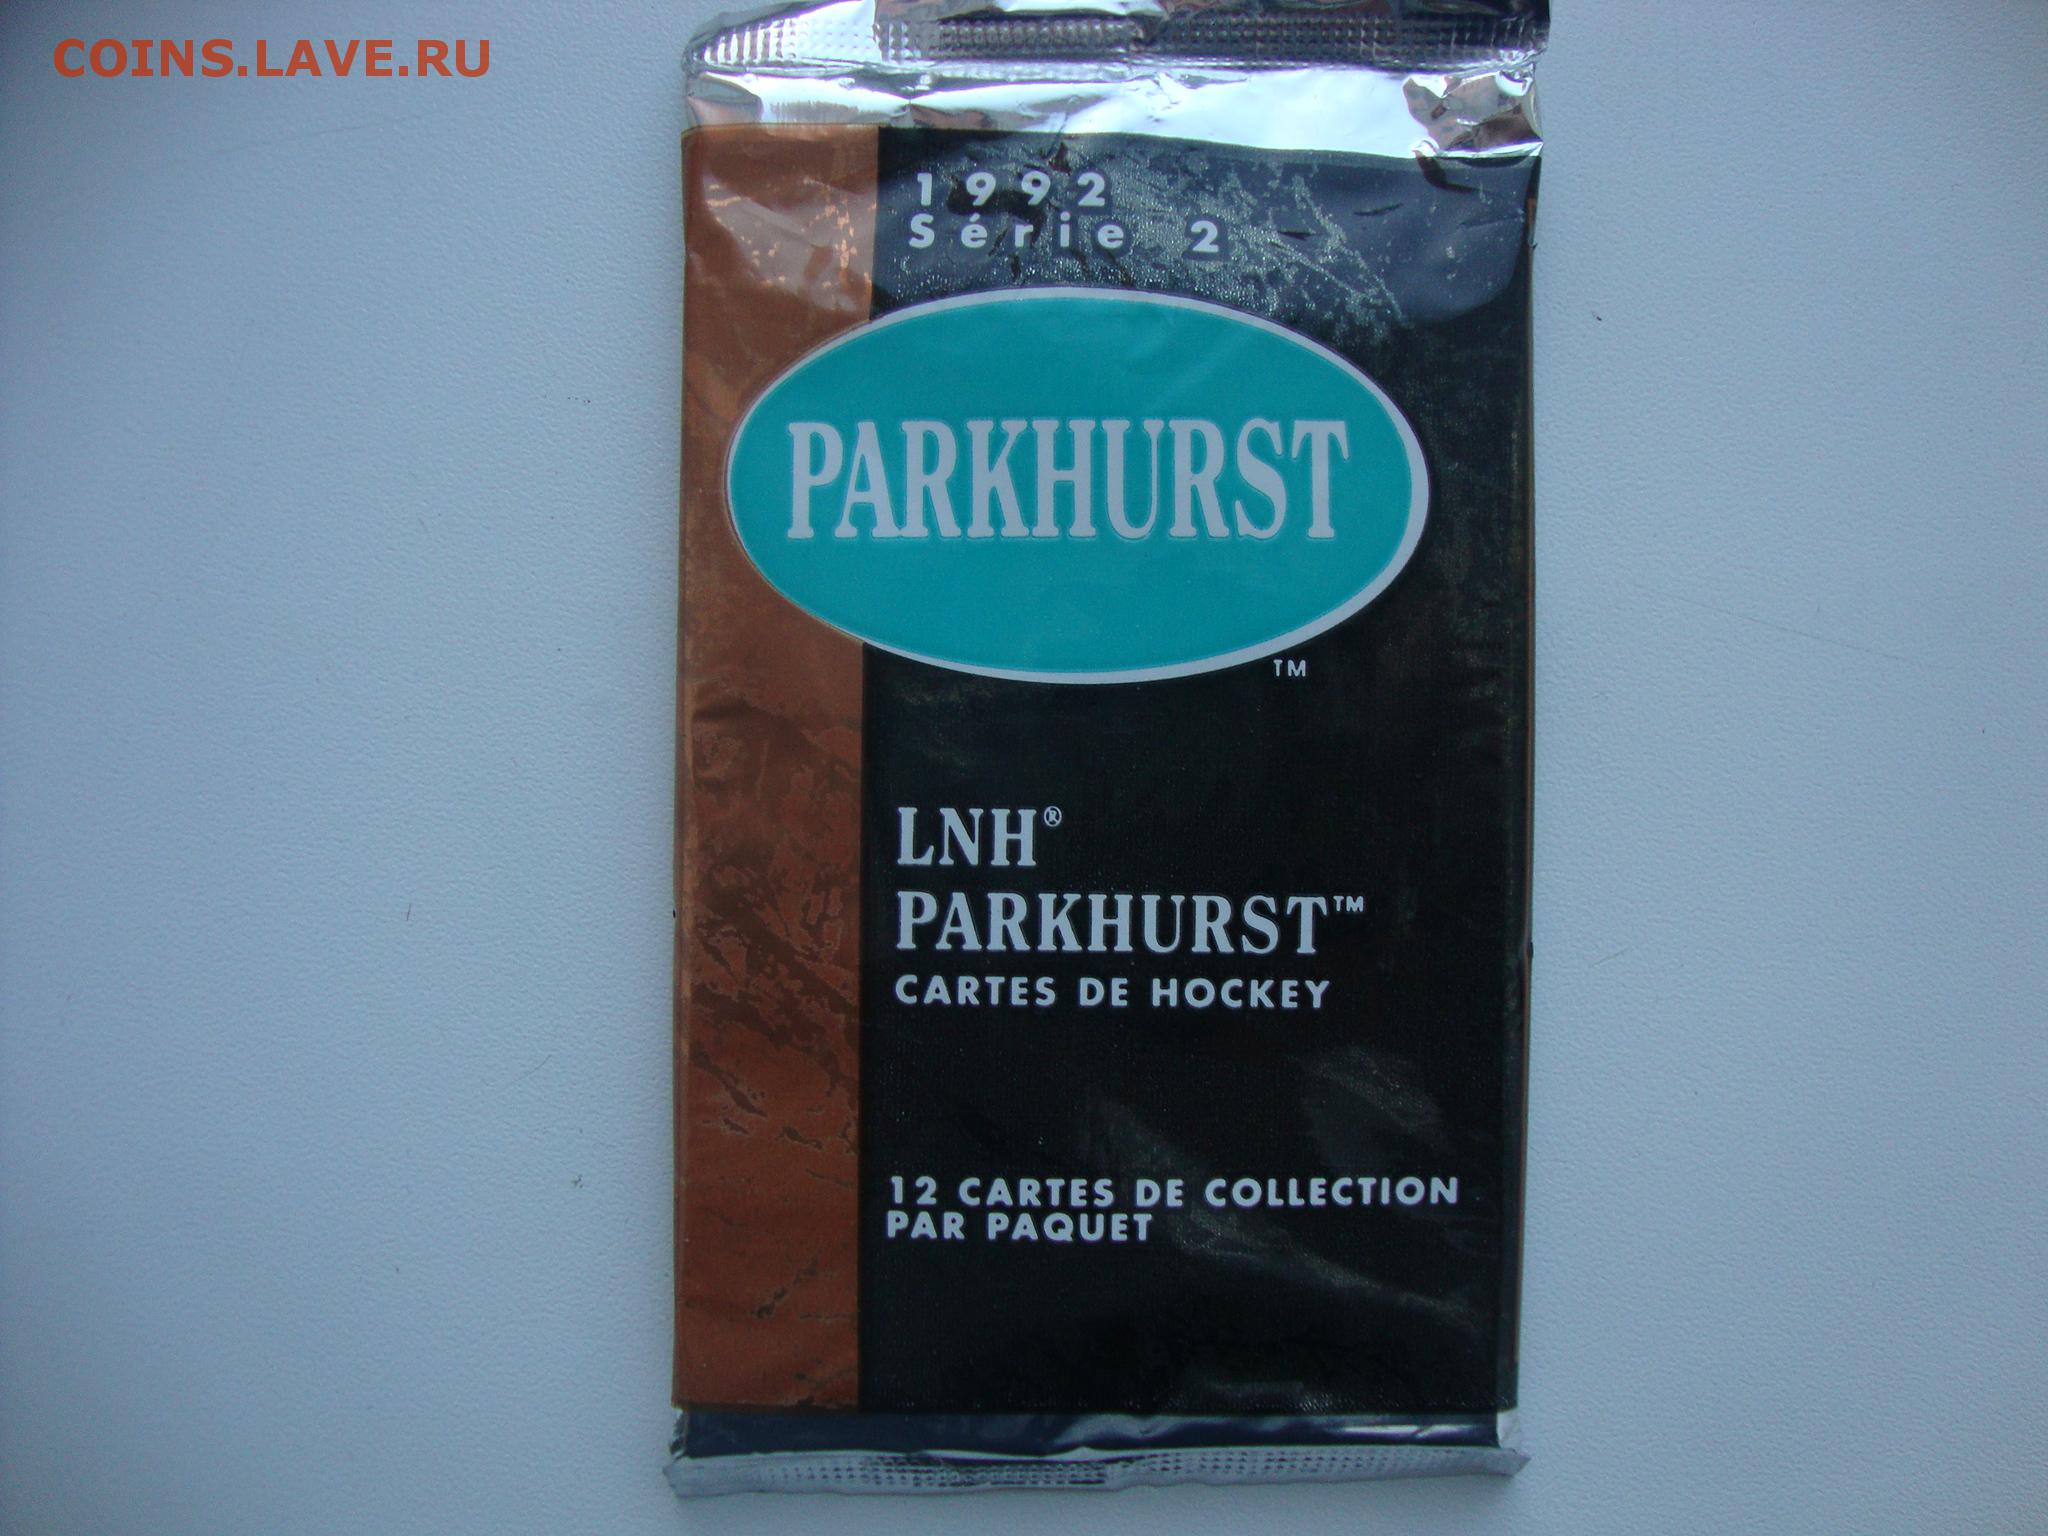 COINS.LAVE.RU
1992
Série 2
PARKHURST
TM
LNH®
PARKHURST™
CARTES DE HOCKEY
12 CARTES DE COLLECTION
PAR PAQUET